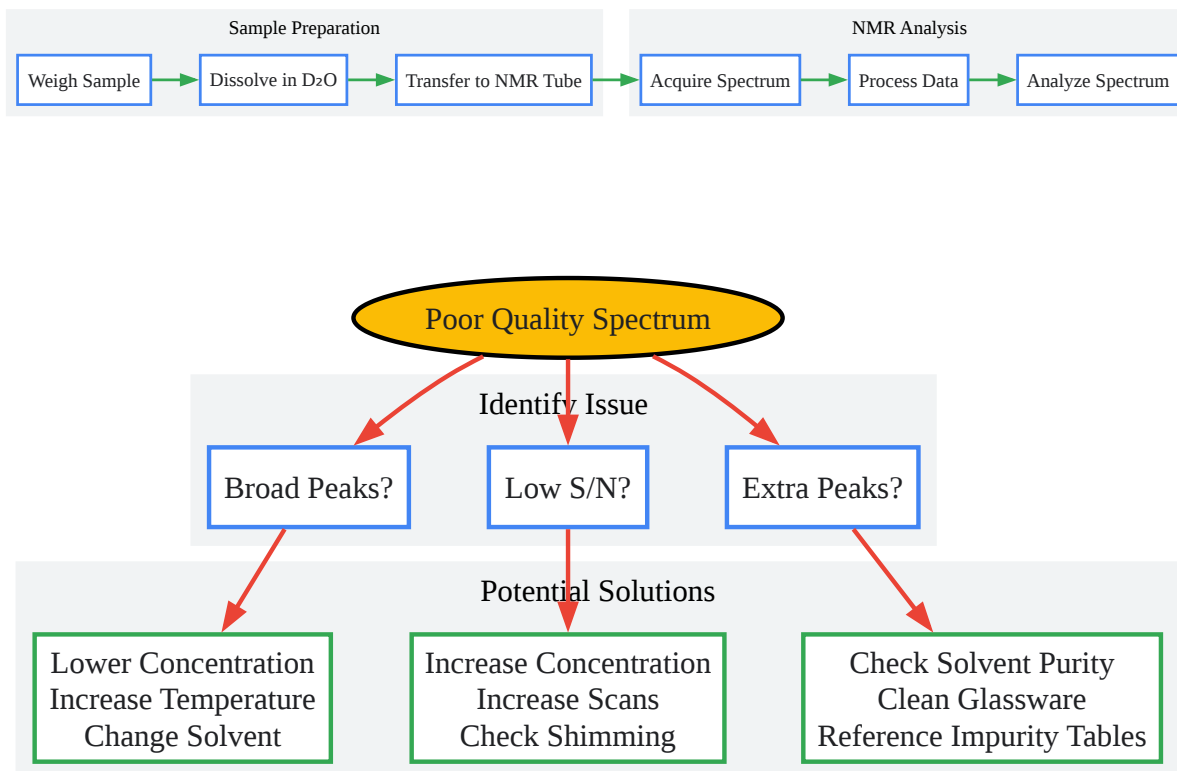 Sample Preparation
NMR Analysis
Weigh Sample
Dissolve in D₂O
Transfer to NMR Tube
Acquire Spectrum
Process Data
Analyze Spectrum
Poor Quality Spectrum
Identify Issue
Broad Peaks?
Low S/N?
Extra Peaks?
Potential Solutions
Lower Concentration
Increase Temperature
Change Solvent
Increase Concentration
Increase Scans
Check Shimming
Check Solvent Purity
Clean Glassware
Reference Impurity Tables